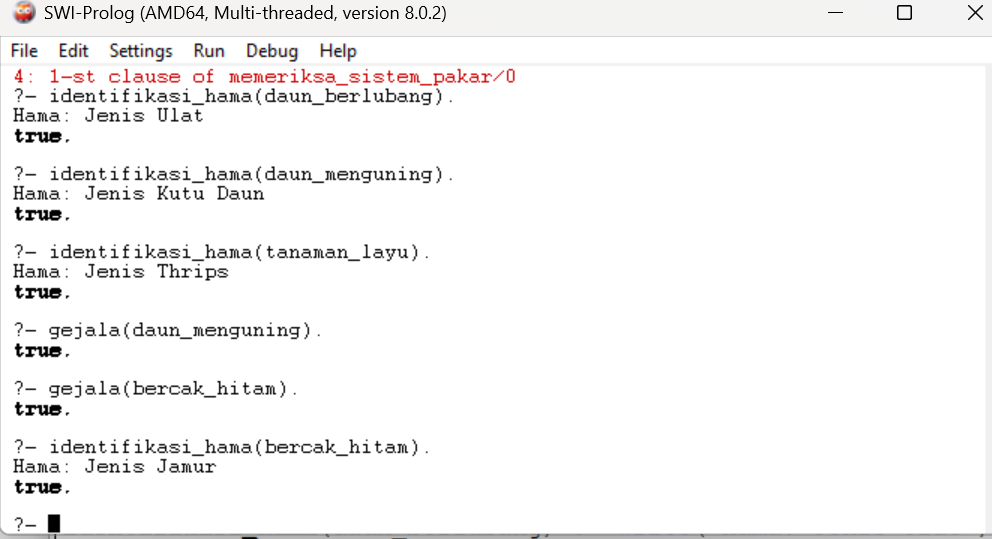 SWI-Prolog (AMD64, Multi-threaded, version 8.0.2)
File Edit Settings Run Debug Help
4: 1-st clause of memeriksa_sistem_pakar/0
?- identifikasi_hama(daun_berlubang).
Hama: Jenis Ulat
true.
?- identifikasi_hama(daun_menguning).
Hama: Jenis Kutu Daun
true.
?- identifikasi_hama(tanaman_layu).
Hama: Jenis Thrips
true.
?- gejala(daun_menguning).
true.
?- gejala(bercak_hitam).
true.
?- identifikasi_hama(bercak_hitam).
Hama: Jenis Jamur
true.
?-